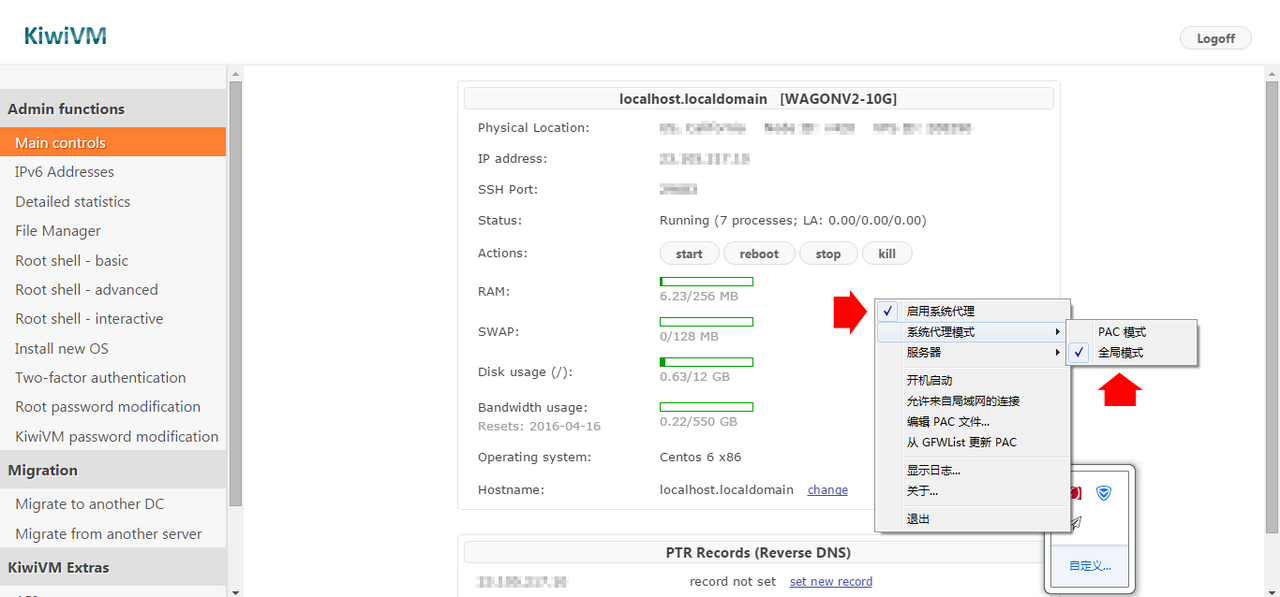 KiwiVM
Logoff
Admin functions
Main controls
IPv6 Addresses
Detailed statistics
File Manager
Root shell - basic
Root shell - advanced
Root shell - interactive
Install new OS
Two-factor authentication
Root password modification
KiwiVM password modification
Migration
Migrate to another DC
Migrate from another server
KiwiVM Extras
localhost.localdomain [WAGONV2-10G]
Physical Location:
IP address:
SSH Port:
Status: Running (7 processes; LA: 0.00/0.00/0.00)
Actions: start reboot stop kill
RAM:
6.23/256 MB
SWAP:
0/128 MB
Disk usage (/):
0.63/12 GB
Bandwidth usage:
Resets: 2016-04-16 0.22/550 GB
Operating system: Centos 6 x86
Hostname: localhost.localdomain change
PTR Records (Reverse DNS)
record not set set new record
启用系统代理
系统代理模式
服务器
开机启动
允许来自局域网的连接
编辑 PAC 文件...
从 GFWList 更新 PAC
显示日志...
关于...
退出
PAC 模式
全局模式
自定义...